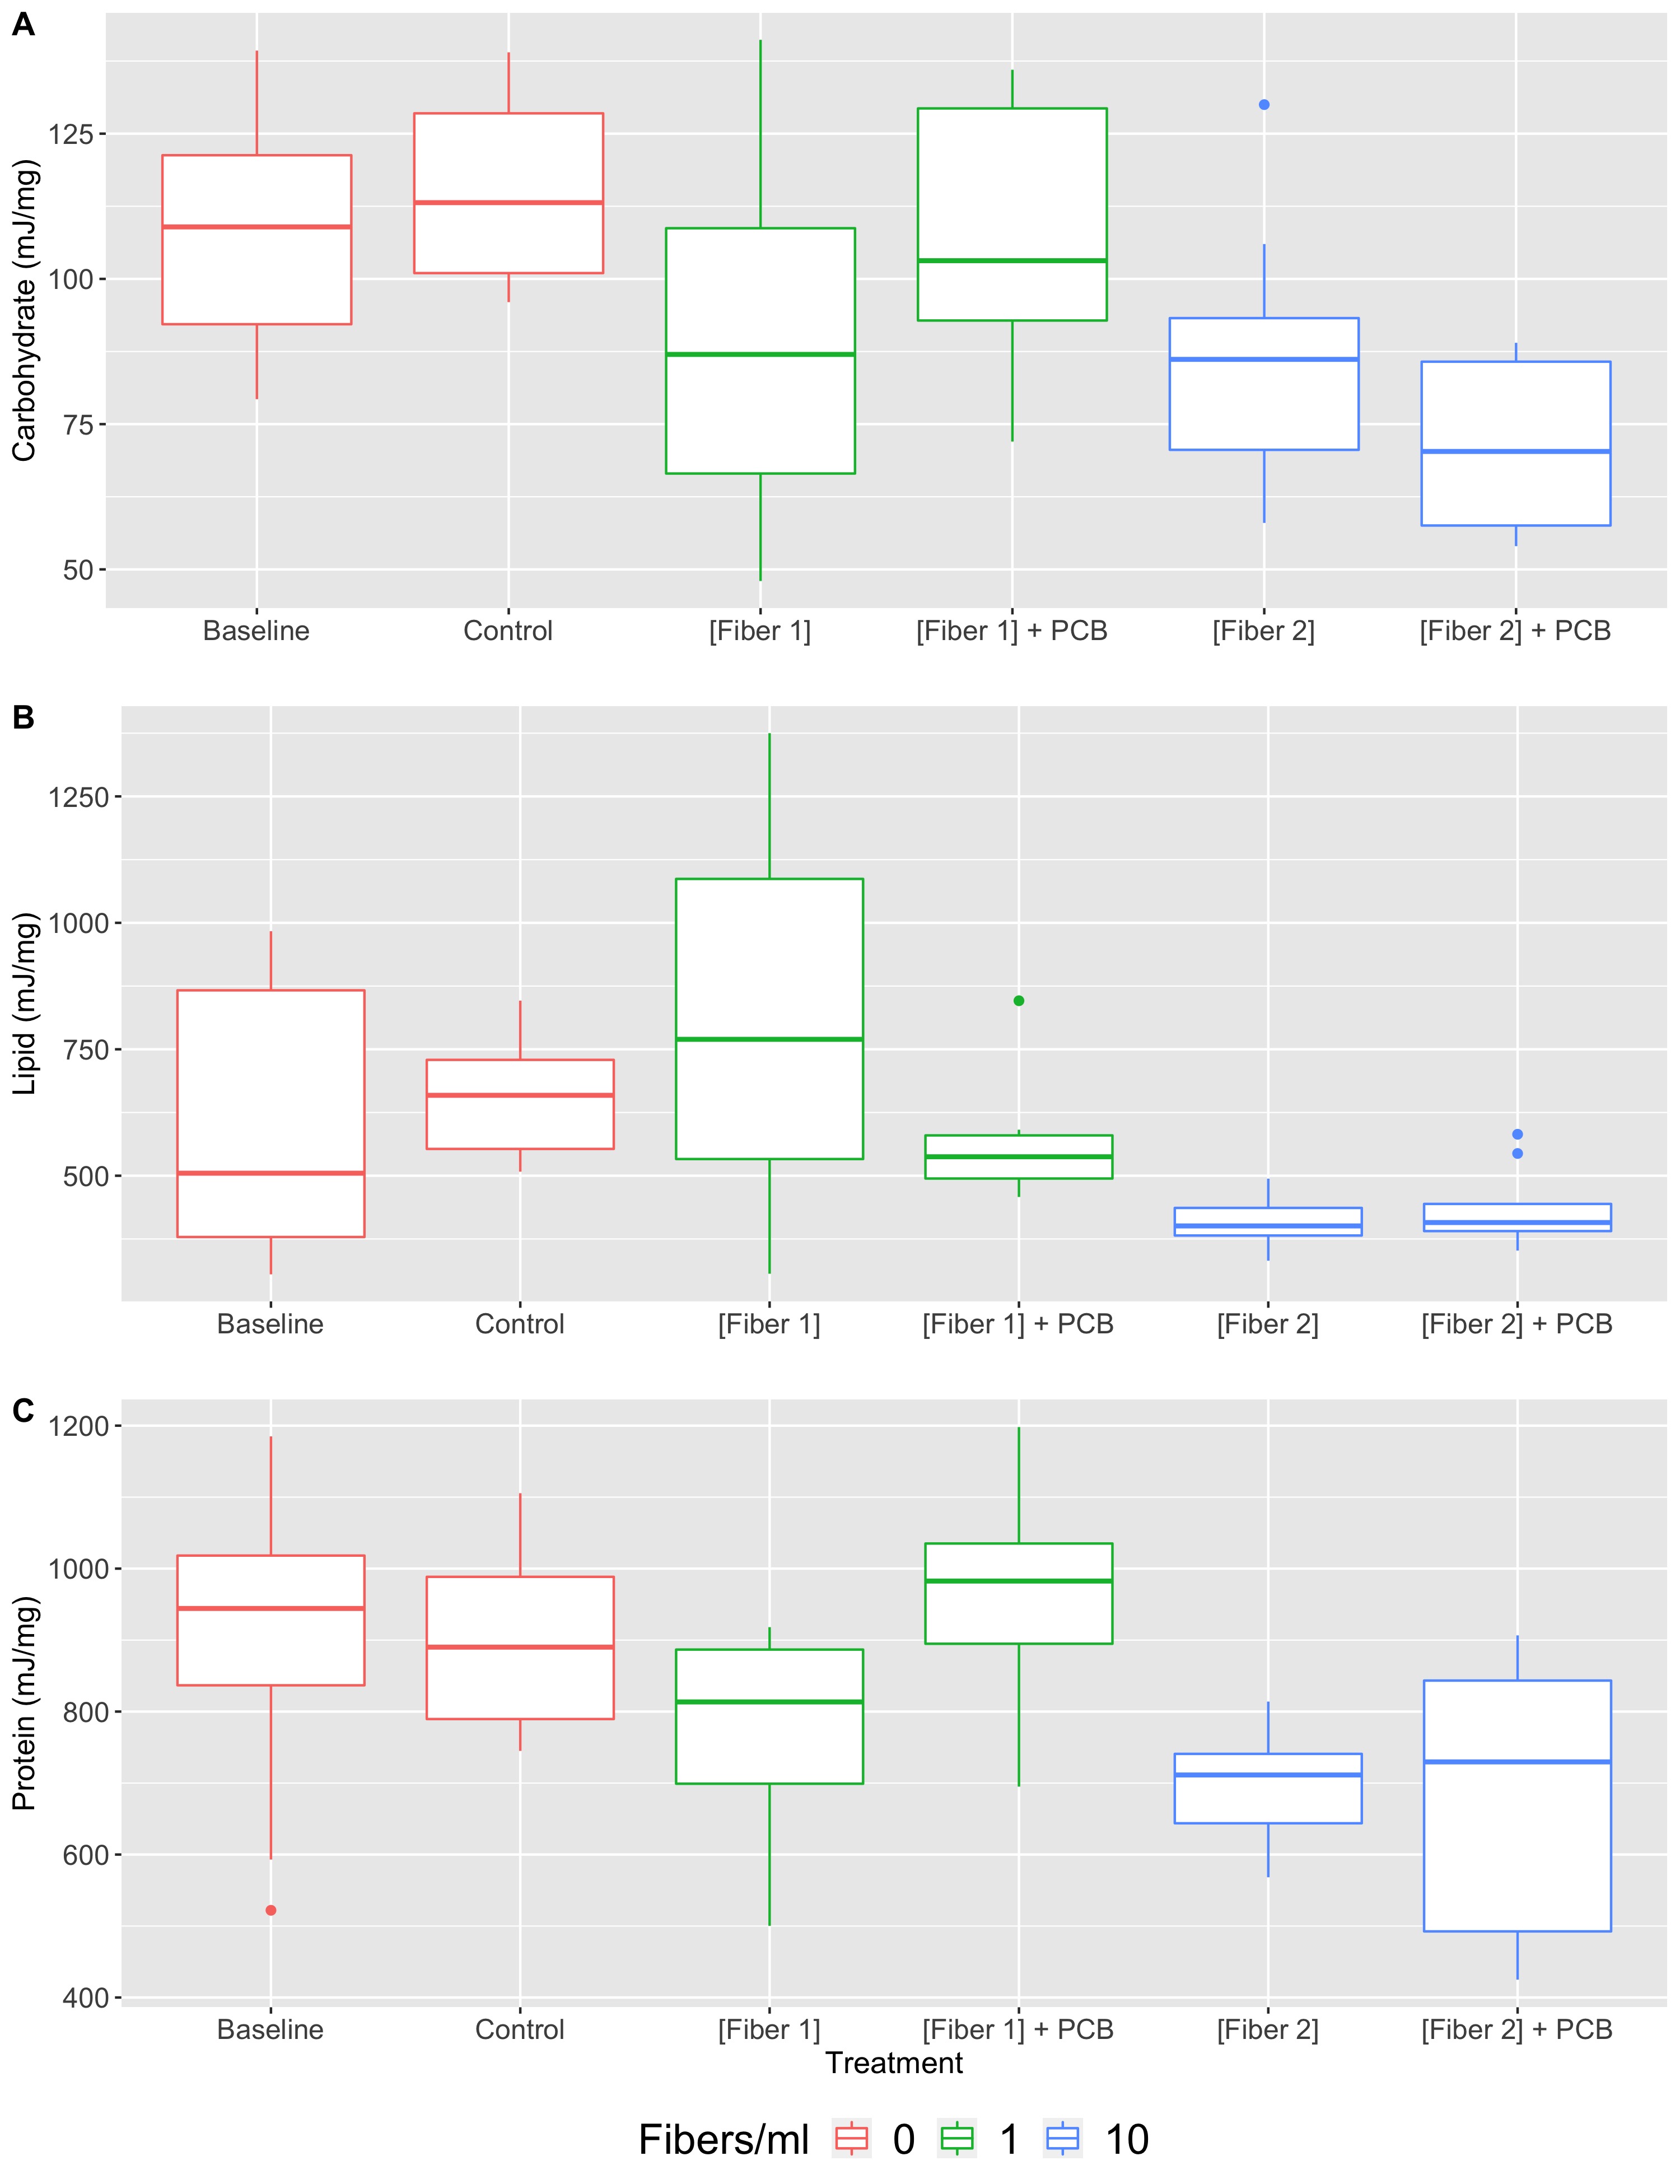 A
Carbohydrate (mJ/mg)
125
100
75
50
Baseline Control [Fiber 1] [Fiber 1] + PCB [Fiber 2] [Fiber 2] + PCB
B
Lipid (mJ/mg)
1250
1000
750
500
Baseline Control [Fiber 1] [Fiber 1] + PCB [Fiber 2] [Fiber 2] + PCB
C
Protein (mJ/mg)
1200
1000
800
600
400
Baseline Control [Fiber 1] [Fiber 1] + PCB [Fiber 2] [Fiber 2] + PCB
Treatment
Fibers/ml 0 1 10